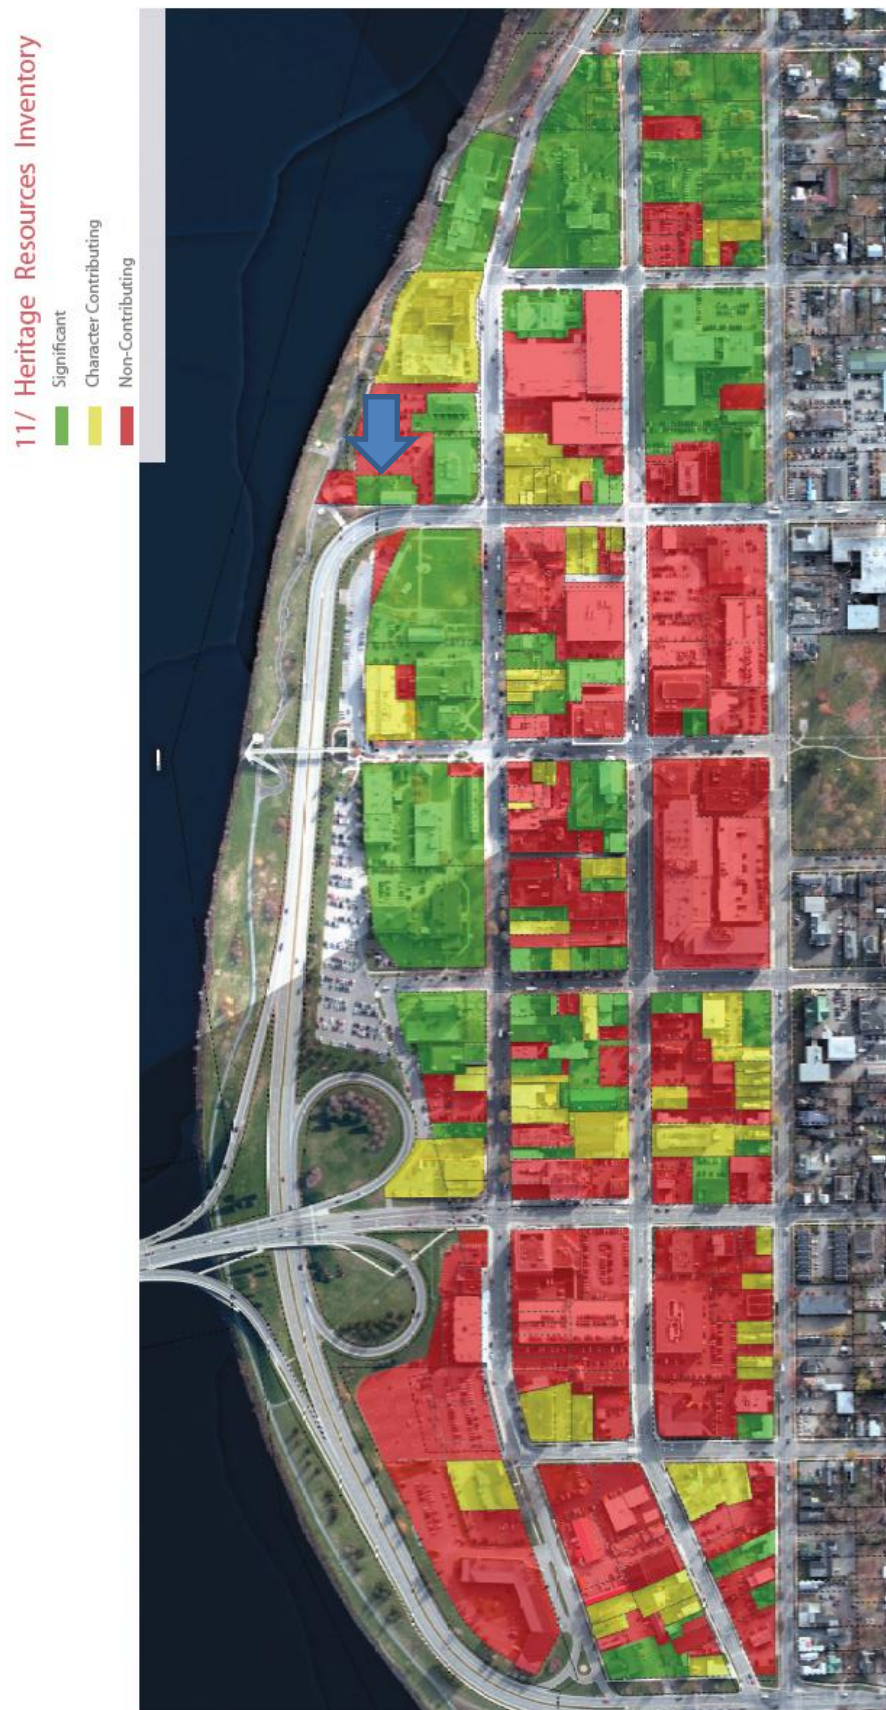 11/ Heritage Resources Inventory
Significant
Character Contributing
Non-Contributing